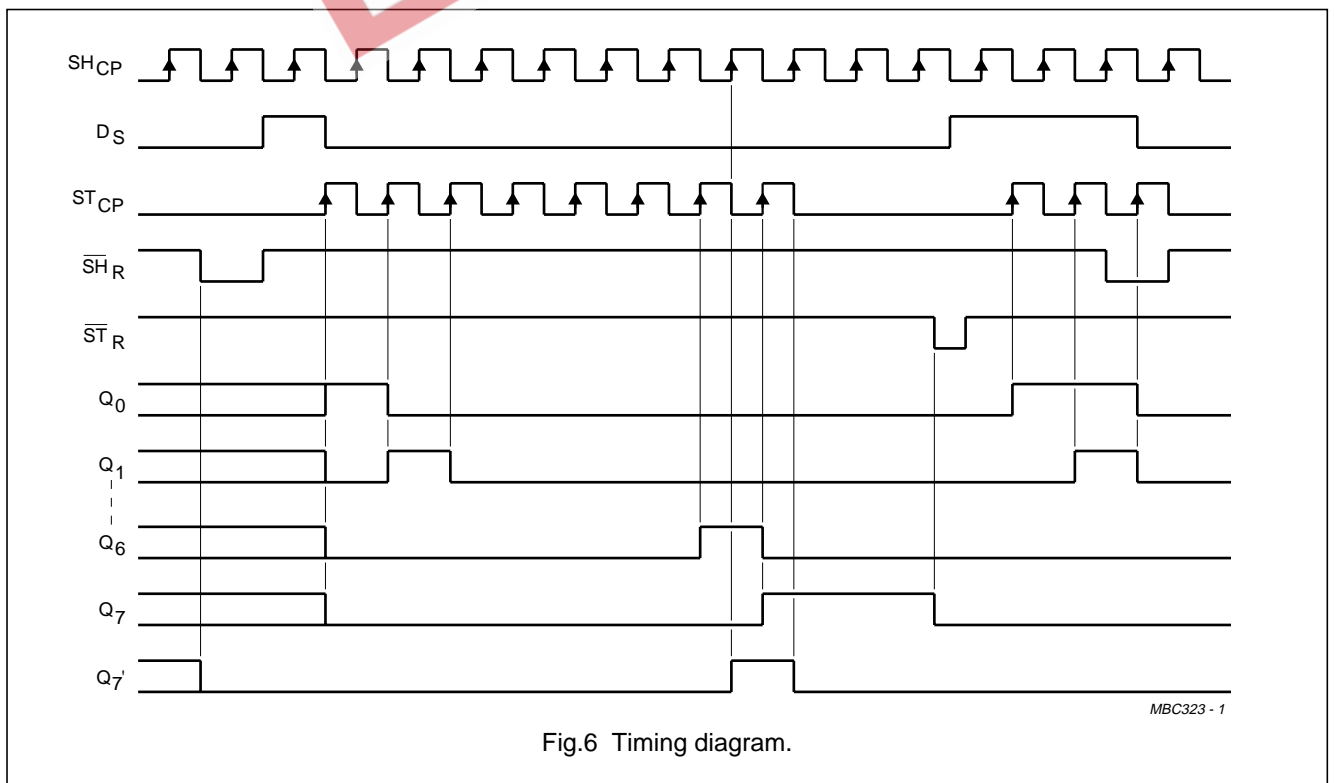 SHCP
DS
STCP
SHR
STR
Q0
Q1
Q6
Q7
Q7'
MBC323 - 1
Fig.6 Timing diagram.